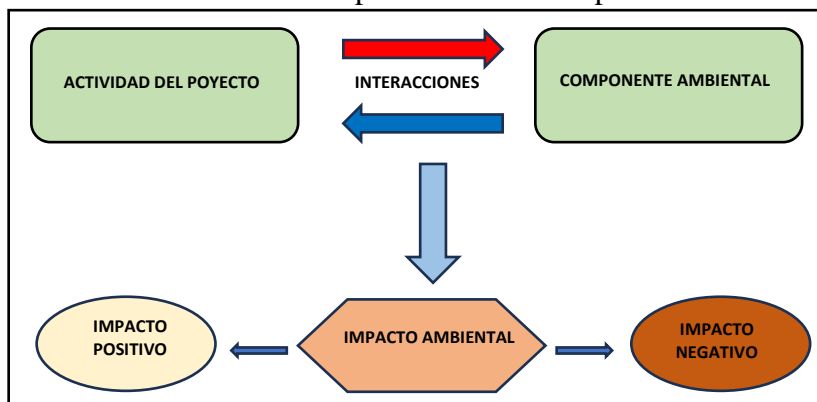 ACTIVIDAD DEL POYECTO
INTERACCIONES
COMPONENTE AMBIENTAL
IMPACTO
POSITIVO
IMPACTO AMBIENTAL
IMPACTO
NEGATIVO